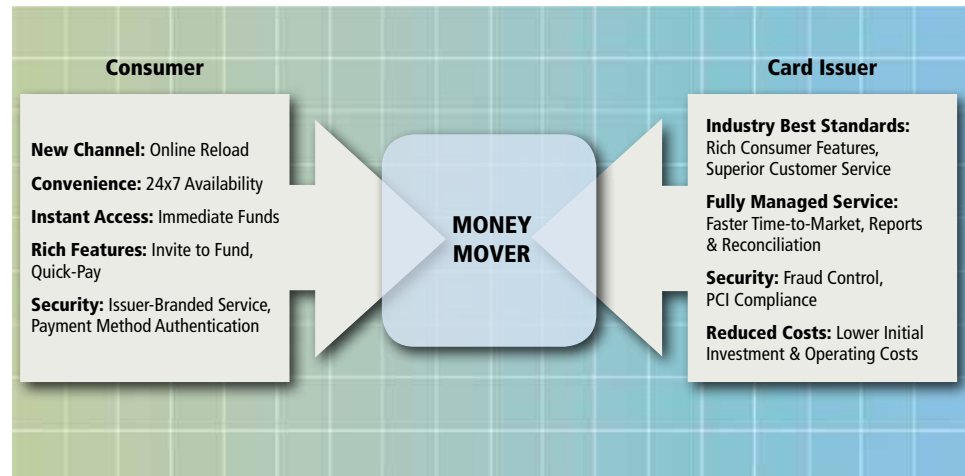 Consumer
New Channel: Online Reload
Convenience: 24x7 Availability
Instant Access: Immediate Funds
Rich Features: Invite to Fund,
Quick-Pay
Security: Issuer-Branded Service,
Payment Method Authentication
MONEY
MOVER
Card Issuer
Industry Best Standards:
Rich Consumer Features,
Superior Customer Service
Fully Managed Service:
Faster Time-to-Market, Reports
& Reconciliation
Security: Fraud Control,
PCI Compliance
Reduced Costs: Lower Initial
Investment & Operating Costs